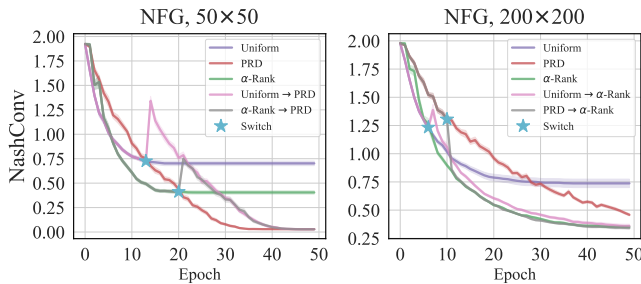 NFG, 50×50
NashConv
2.00
1.75
1.50
1.25
1.00
0.75
0.50
0.25
0.00
Uniform
PRD
α-Rank
Uniform → PRD
α-Rank → PRD
Switch
0 10 20 30 40 50
Epoch
NFG, 200×200
2.00
1.75
1.50
1.25
1.00
0.75
0.50
0.25
Uniform
PRD
α-Rank
Uniform → α-Rank
PRD → α-Rank
Switch
0 10 20 30 40 50
Epoch